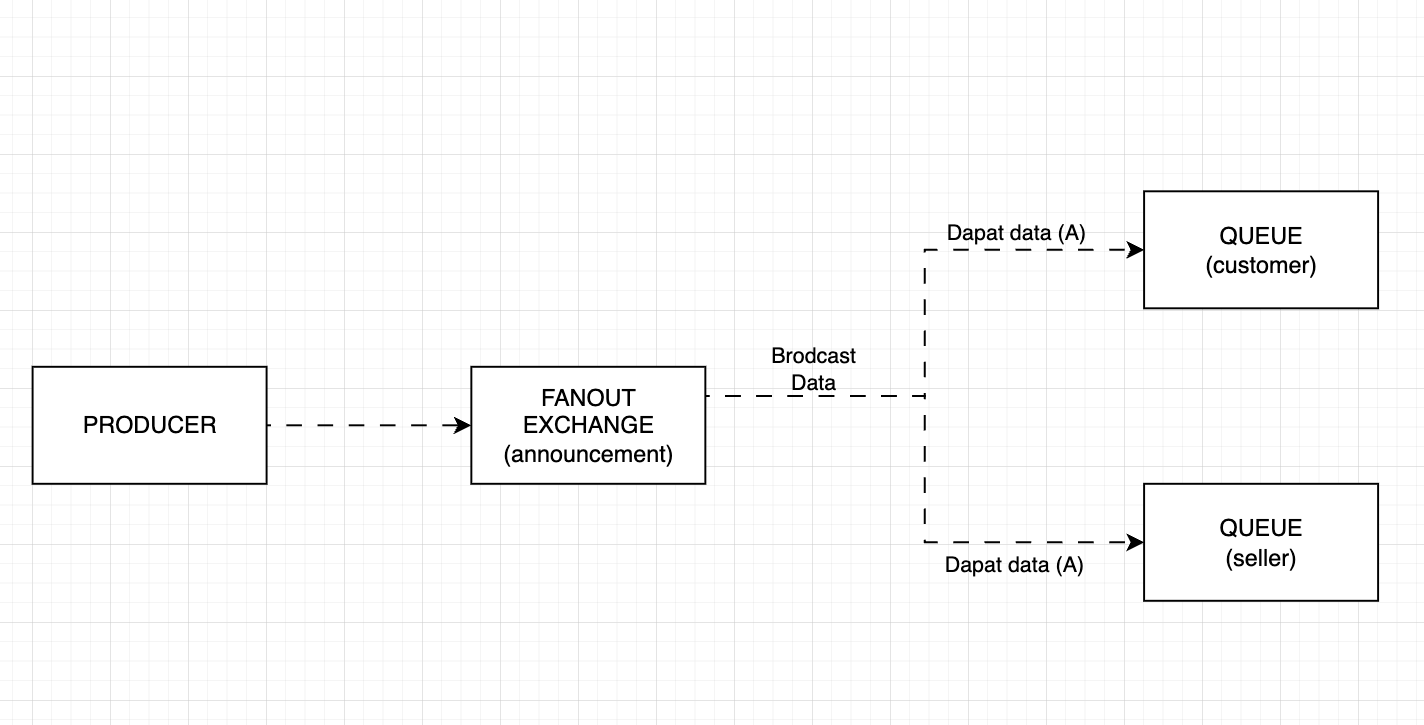 PRODUCER
FANOUT
EXCHANGE
(announcement)
Brodcast
Data
Dapat data (A)
QUEUE
(customer)
Dapat data (A)
QUEUE
(seller)